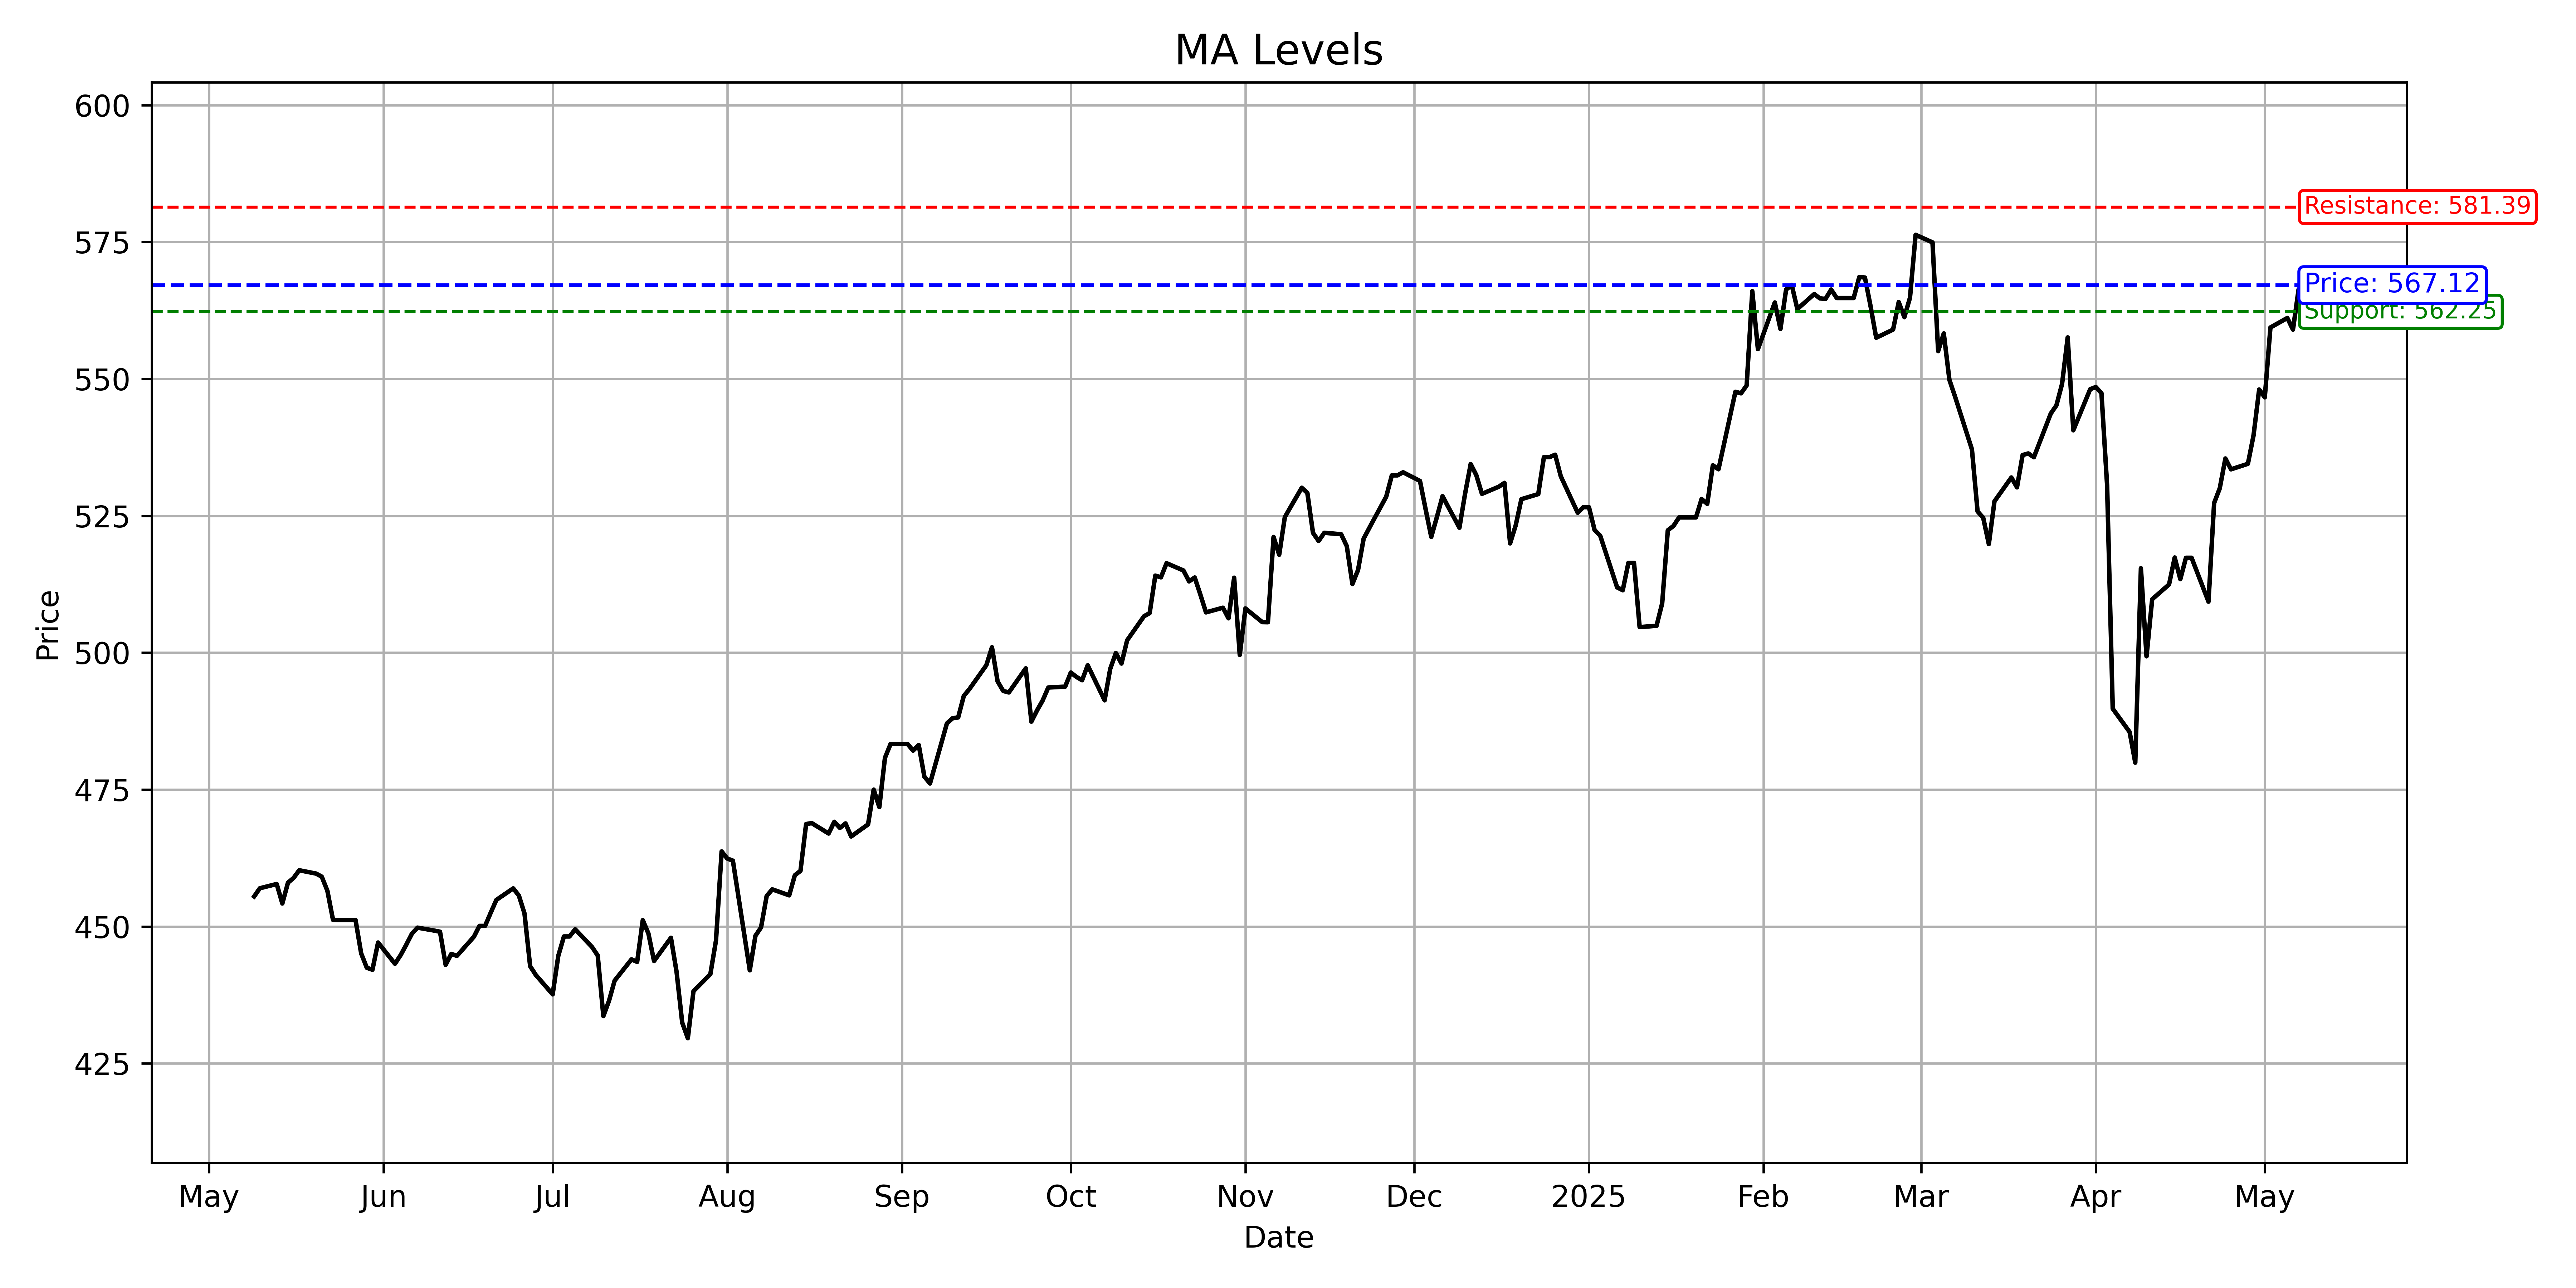 MA Levels
600
575
550
525
500
475
450
425
Price
Resistance: 581.39
Price: 567.12
Support: 562.25
May
Jun
Jul
Aug
Sep
Oct
Nov
Dec
2025
Feb
Mar
Apr
May
Date